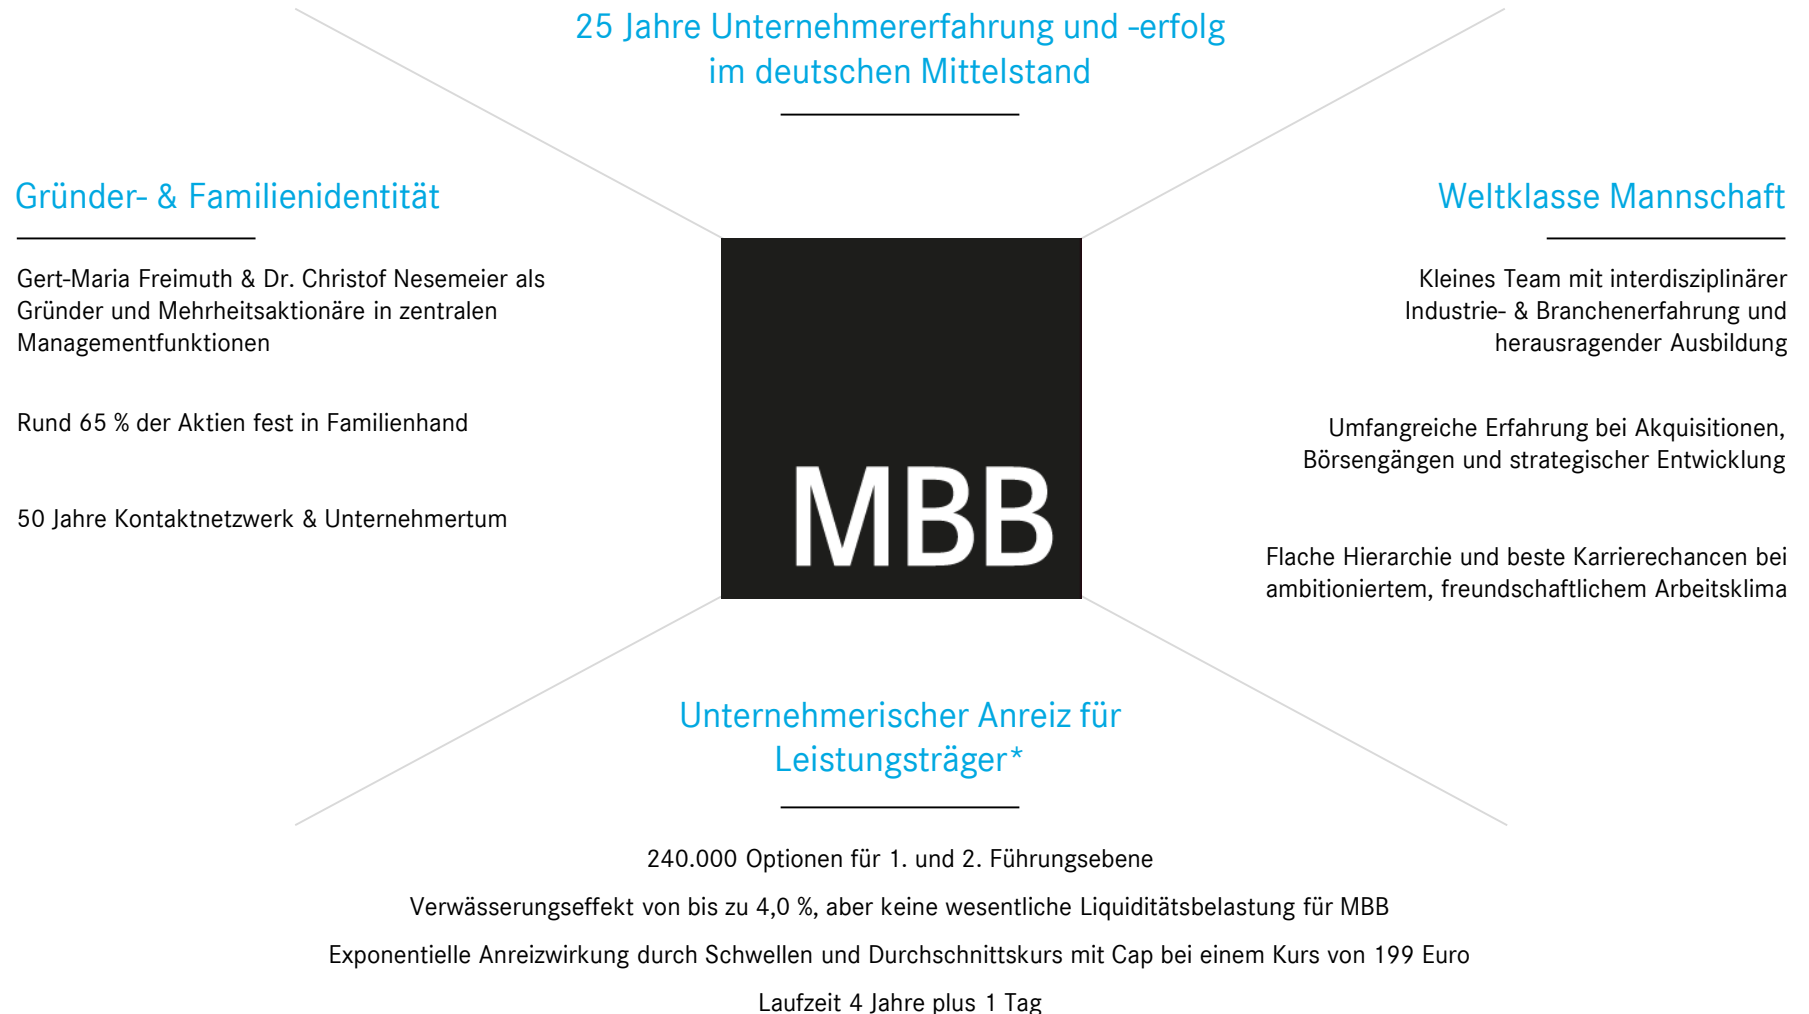 25 Jahre Unternehmererfahrung und -erfolg
im deutschen Mittelstand
Gründer- & Familienidentität
Gert-Maria Freimuth & Dr. Christof Nesemeier als
Gründer und Mehrheitsaktionäre in zentralen
Managementfunktionen
Rund 65 % der Aktien fest in Familienhand
50 Jahre Kontaktnetzwerk & Unternehmertum
MBB
Weltklasse Mannschaft
Kleines Team mit interdisziplinärer
Industrie- & Branchenerfahrung und
herausragender Ausbildung
Umfangreiche Erfahrung bei Akquisitionen,
Börsengängen und strategischer Entwicklung
Flache Hierarchie und beste Karrierechancen bei
ambitioniertem, freundschaftlichem Arbeitsklima
Unternehmerischer Anreiz für
Leistungsträger*
240.000 Optionen für 1. und 2. Führungsebene
Verwässerungseffekt von bis zu 4,0 %, aber keine wesentliche Liquiditätsbelastung für MBB
Exponentielle Anreizwirkung durch Schwellen und Durchschnittskurs mit Cap bei einem Kurs von 199 Euro
Laufzeit 4 Jahre plus 1 Tag